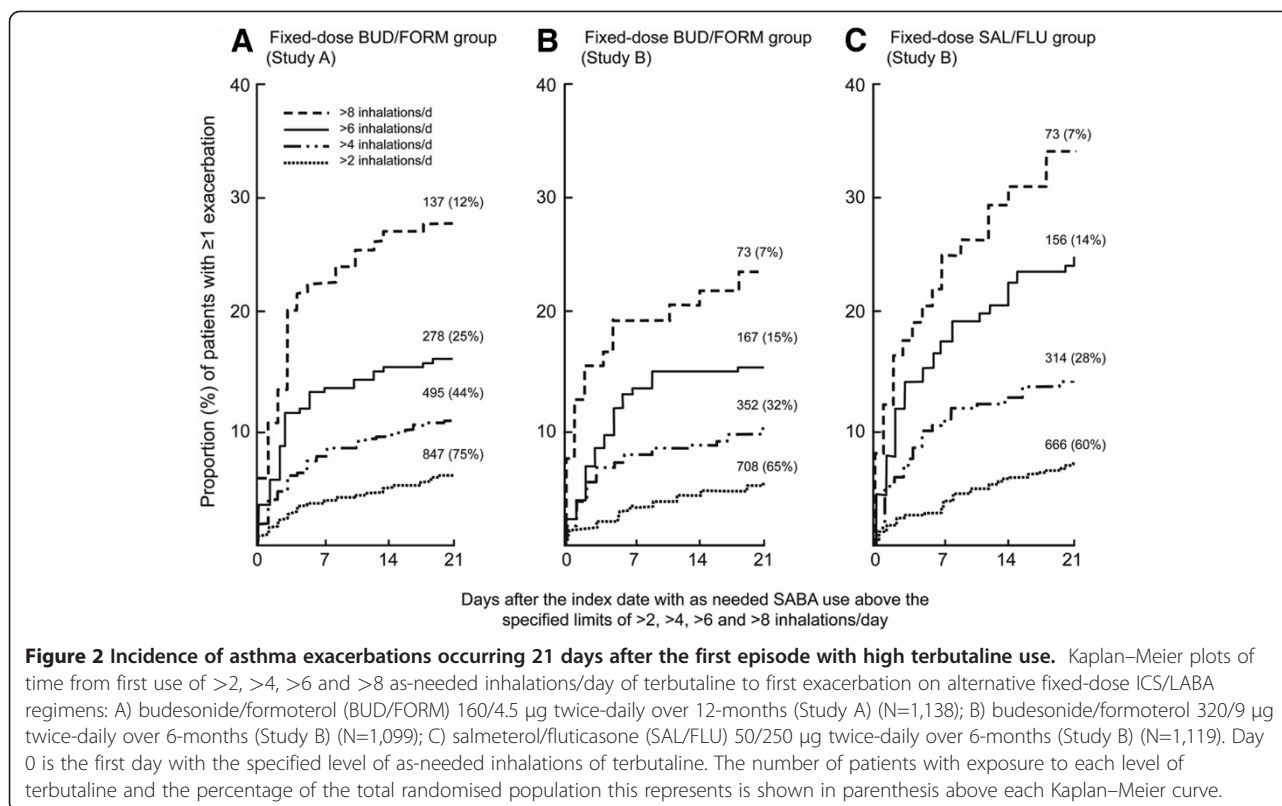 A Fixed-dose BUD/FORM group
(Study A)
B Fixed-dose BUD/FORM group
(Study B)
C Fixed-dose SAL/FLU group
(Study B)
Proportion (%) of patients with ≥1 exacerbation
40
30
20
10
>8 inhalations/d
>6 inhalations/d
>4 inhalations/d
>2 inhalations/d
137 (12%)
278 (25%)
495 (44%)
847 (75%)
0 7 14 21
40
30
20
10
73 (7%)
167 (15%)
352 (32%)
708 (65%)
0 7 14 21
40
30
20
10
73 (7%)
156 (14%)
314 (28%)
666 (60%)
0 7 14 21
Days after the index date with as needed SABA use above the
specified limits of >2, >4, >6 and >8 inhalations/day
Figure 2 Incidence of asthma exacerbations occurring 21 days after the first episode with high terbutaline use. Kaplan–Meier plots of
time from first use of >2, >4, >6 and >8 as-needed inhalations/day of terbutaline to first exacerbation on alternative fixed-dose ICS/LABA
regimens: A) budesonide/formoterol (BUD/FORM) 160/4.5 μg twice-daily over 12-months (Study A) (N=1,138); B) budesonide/formoterol 320/9 μg
twice-daily over 6-months (Study B) (N=1,099); C) salmeterol/fluticasone (SAL/FLU) 50/250 μg twice-daily over 6-months (Study B) (N=1,119). Day
0 is the first day with the specified level of as-needed inhalations of terbutaline. The number of patients with exposure to each level of
terbutaline and the percentage of the total randomised population this represents is shown in parenthesis above each Kaplan–Meier curve.